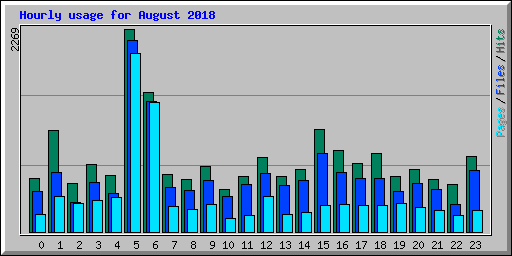 Hourly usage for August 2018
2269
Pages / Files / Hits
0 1 2 3 4 5 6 7 8 9 10 11 12 13 14 15 16 17 18 19 20 21 22 23